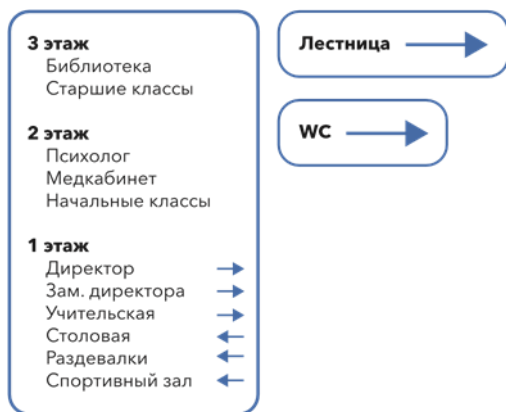 3 этаж
Библиотека
Старшие классы
2 этаж
Психолог
Медкабинет
Начальные классы
1 этаж
Директор
Зам. директора
Учительская
Столовая
Раздевалки
Спортивный зал
Лестница
WC